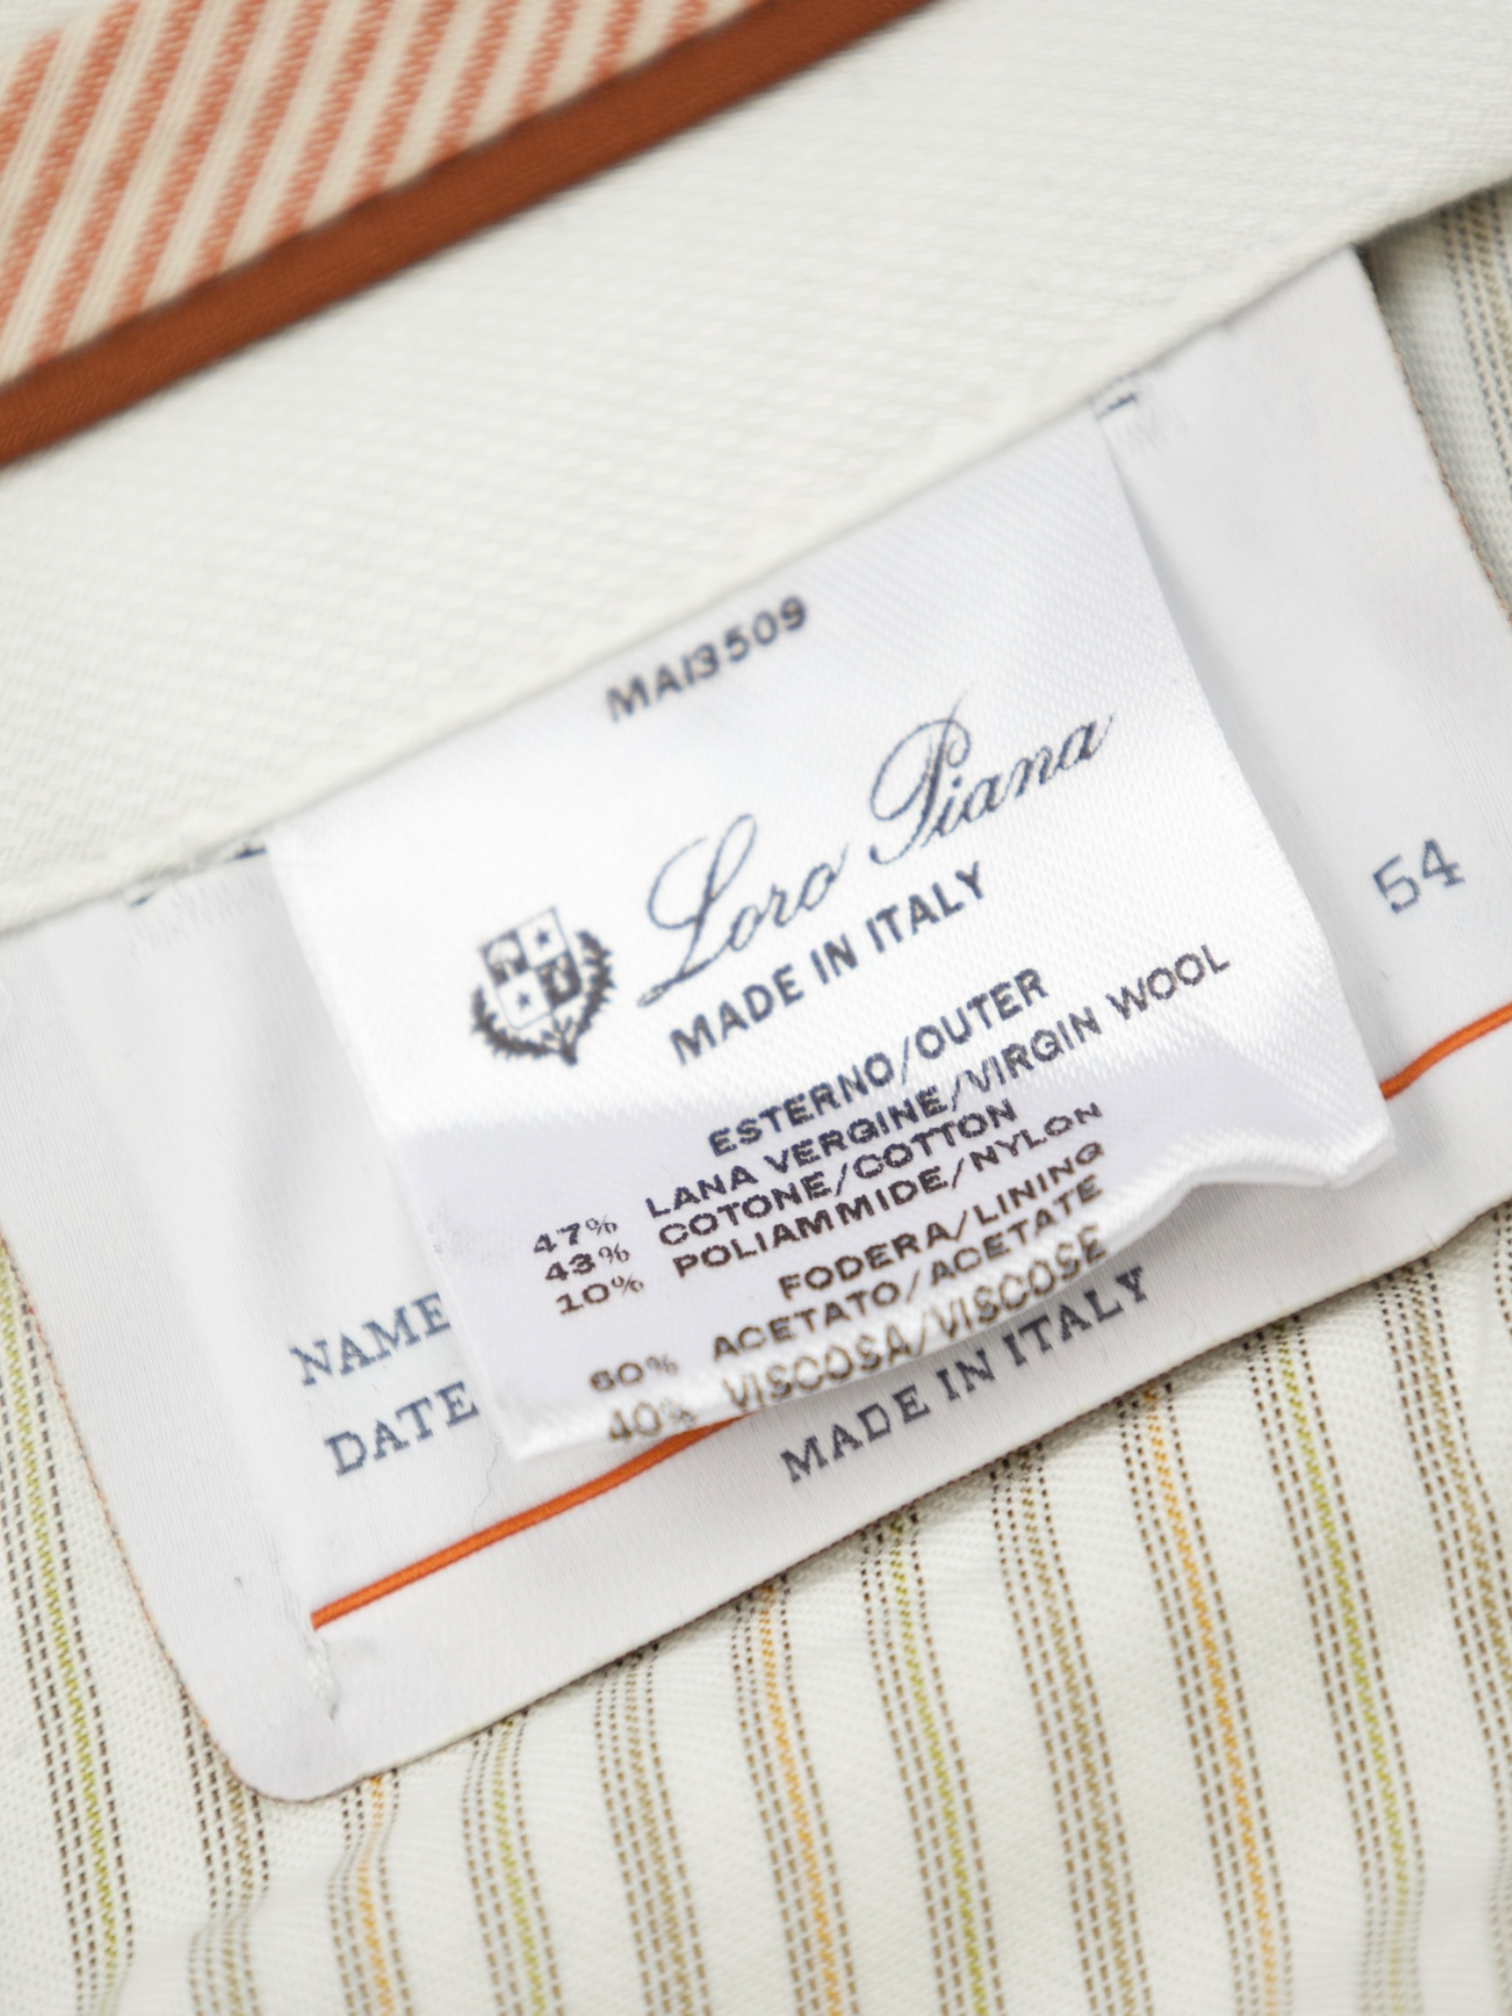 MAI3509
Loro Piana
MADE IN ITALY
54
ESTERNO/OUTER
47% LANA VERGINE/VIRGIN WOOL
43% COTONE/COTTON
10% POLIAMMIDE/NYLON
FODERA/LINING
60% ACETATO/ACETATE
40% VISCOSA/VISCOSE
NAME
DATE
MADE IN ITALY